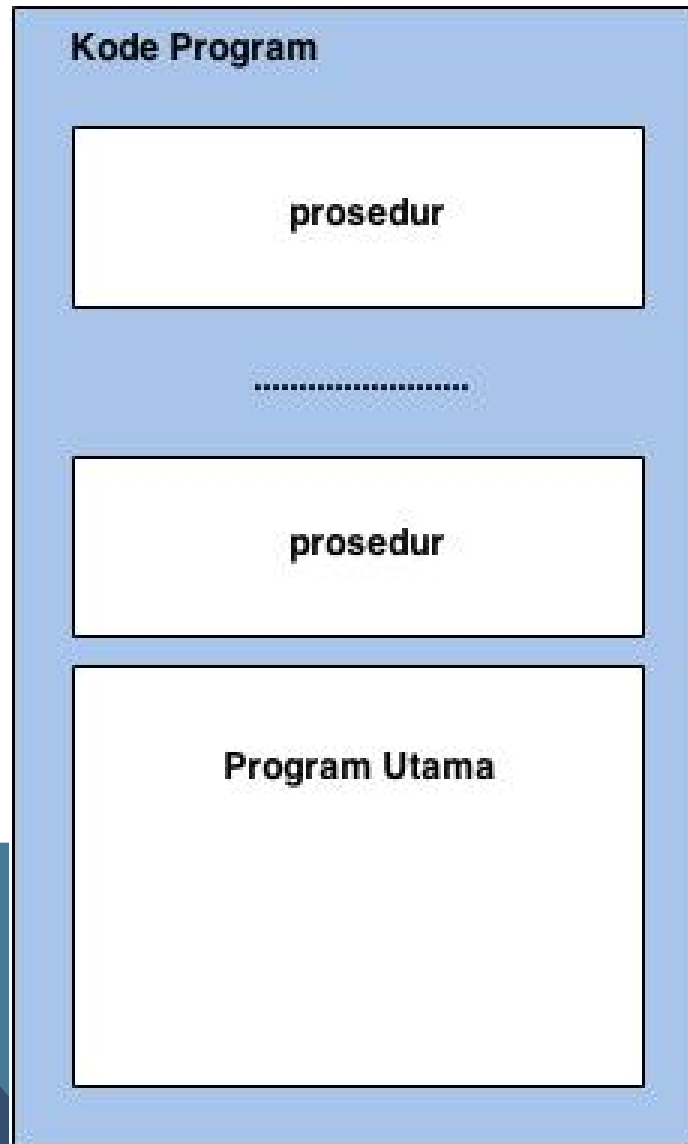 Kode Program
prosedur
........................
prosedur
Program Utama